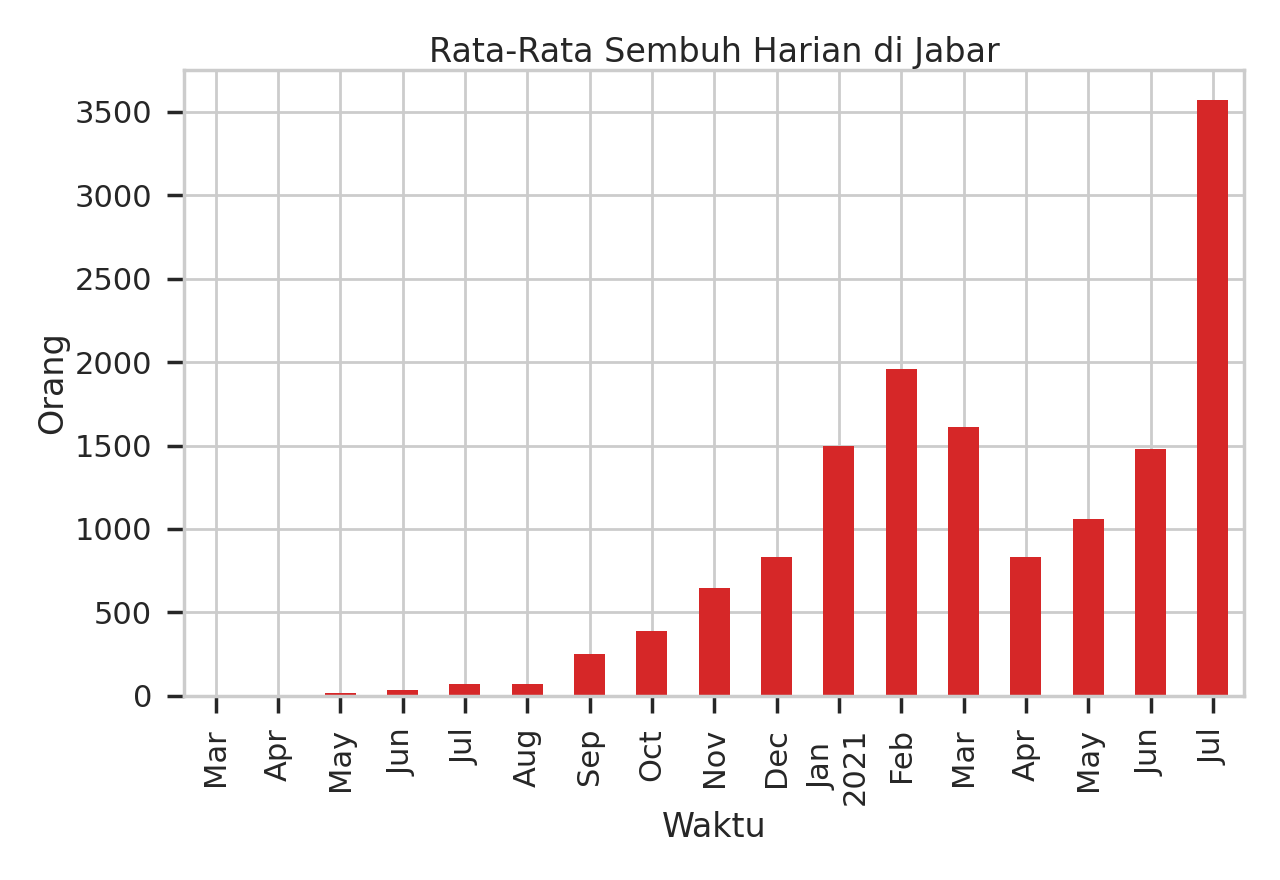 Rata-Rata Sembuh Harian di Jabar
3500
3000
2500
2000
1500
1000
500
0
Orang
Mar
Apr
May
Jun
Jul
Aug
Sep
Oct
Nov
Dec
Jan
2021
Feb
Mar
Apr
May
Jun
Jul
Waktu